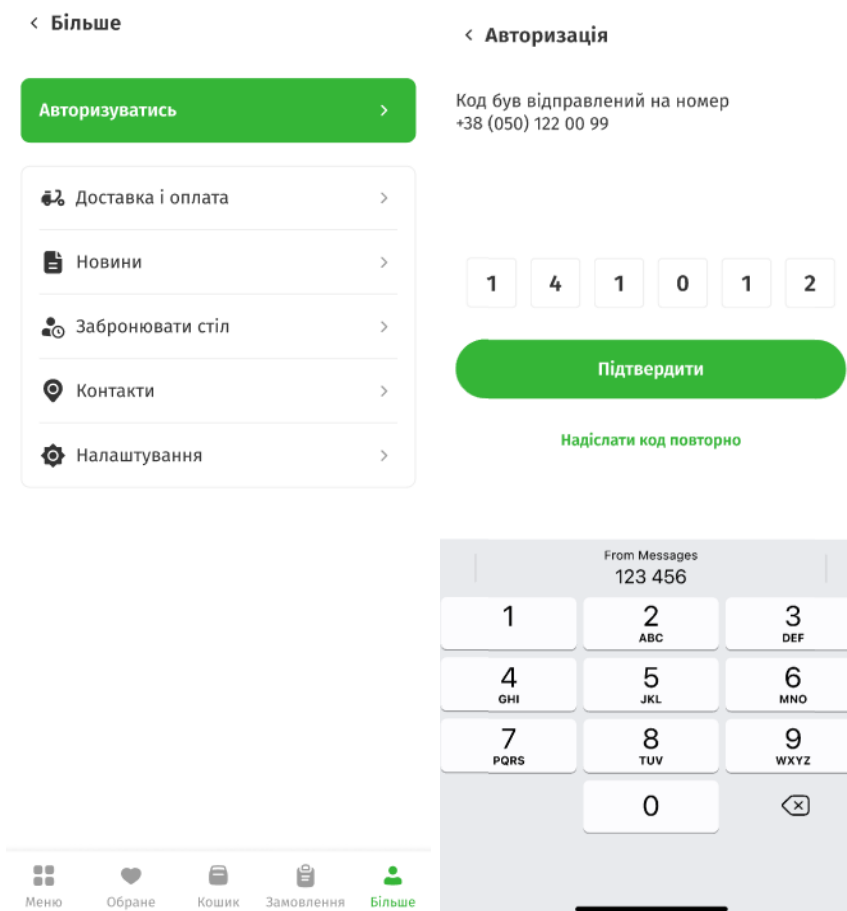 Більше
Авторизуватись
Доставка і оплата
Новини
Забронювати стіл
Контакти
Налаштування
Меню
Обране
Кошик
Замовлення
Більше
Авторизація
Код був відправлений на номер
+38 (050) 122 00 99
1 4 1 0 1 2
Підтвердити
Надіслати код повторно
From Messages
123 456
1
2
ABC
3
DEF
4
GHI
5
JKL
6
MNO
7
PQRS
8
TUV
9
WXYZ
0